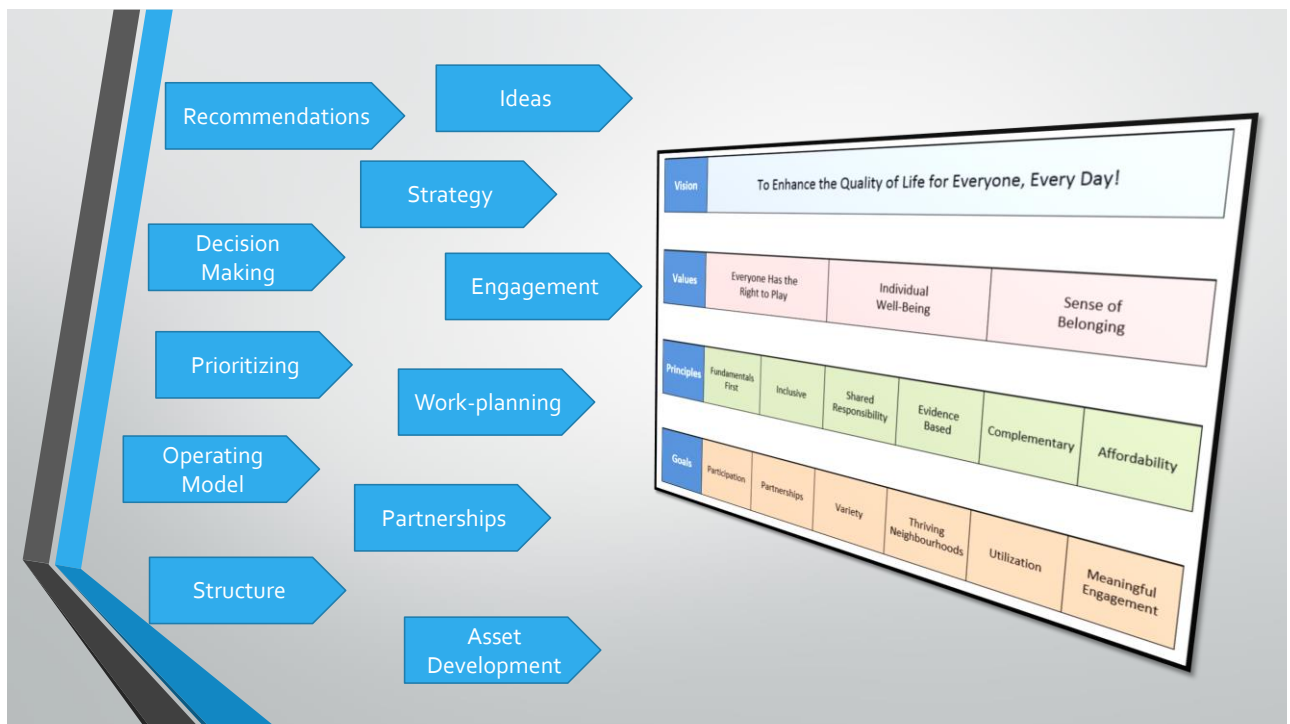 Recommendations
Ideas
Strategy
Decision
Making
Engagement
Prioritizing
Work-planning
Operating
Model
Partnerships
Structure
Asset
Development
Vision
To Enhance the Quality of Life for Everyone, Every Day!
Values
Everyone Has the
Right to Play
Individual
Well-Being
Sense of
Belonging
Principles
Fundamentals
First
Inclusive
Shared
Responsibility
Evidence
Based
Complementary
Affordability
Goals
Participation
Partnerships
Variety
Thriving
Neighbourhoods
Utilization
Meaningful
Engagement